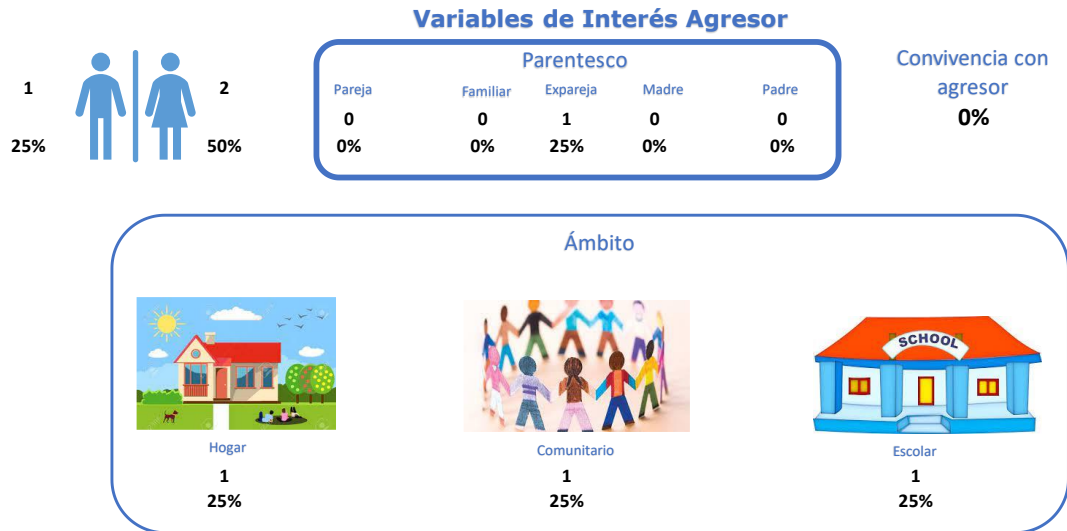 Variables de Interés Agresor
1 2
25% 50%
Parentesco
Pareja Familiar Expareja Madre Padre
0 0 1 0 0
0% 0% 25% 0% 0%
Convivencia con
agresor
0%
Ámbito
SCHOOL
Hogar Comunitario Escolar
1 1 1
25% 25% 25%